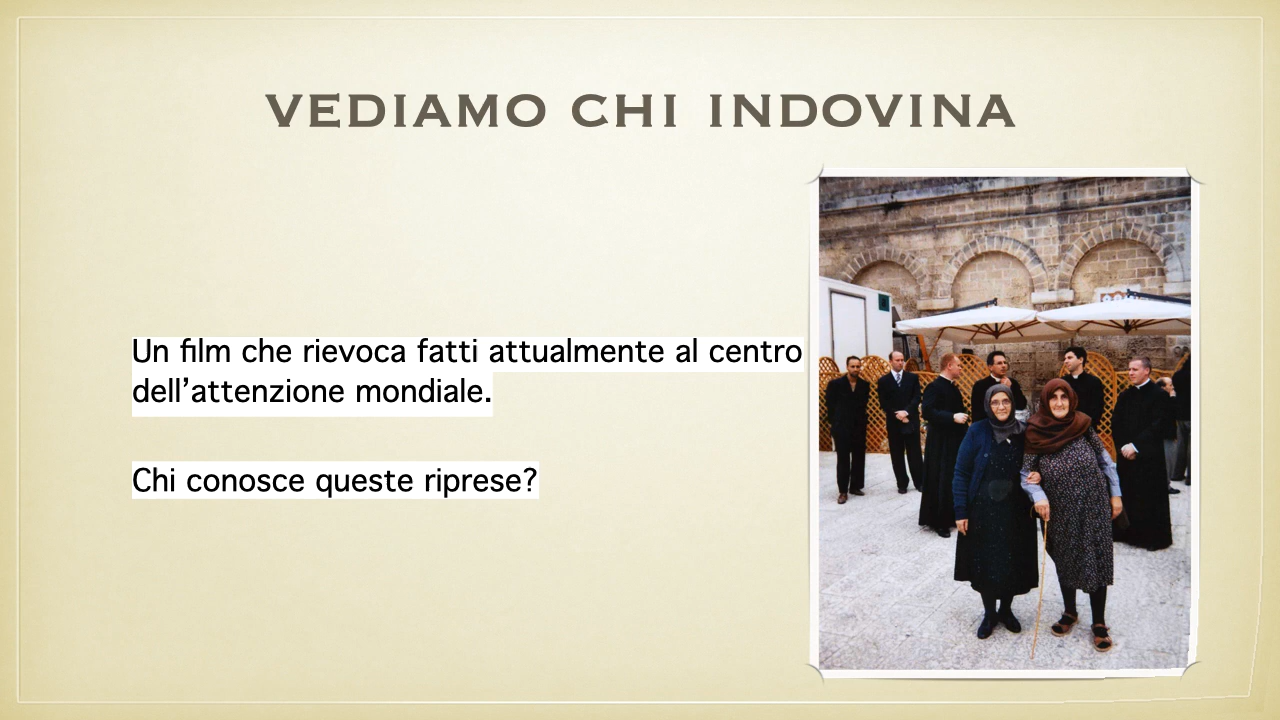 VEDIAMO CHI INDOVINA
Un film che rievoca fatti attualmente al centro
dell’attenzione mondiale.
Chi conosce queste riprese?